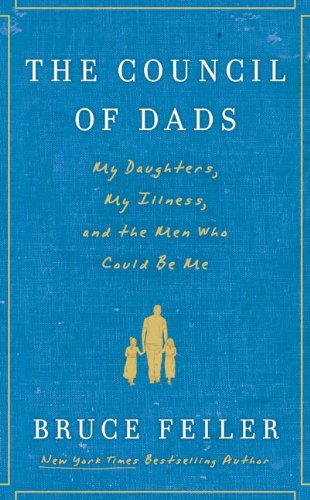 THE COUNCIL
OF DADS
My Daughters,
My Illness,
and the Men Who
Could Be Me
BRUCE FEILER
New York Times Bestselling Author